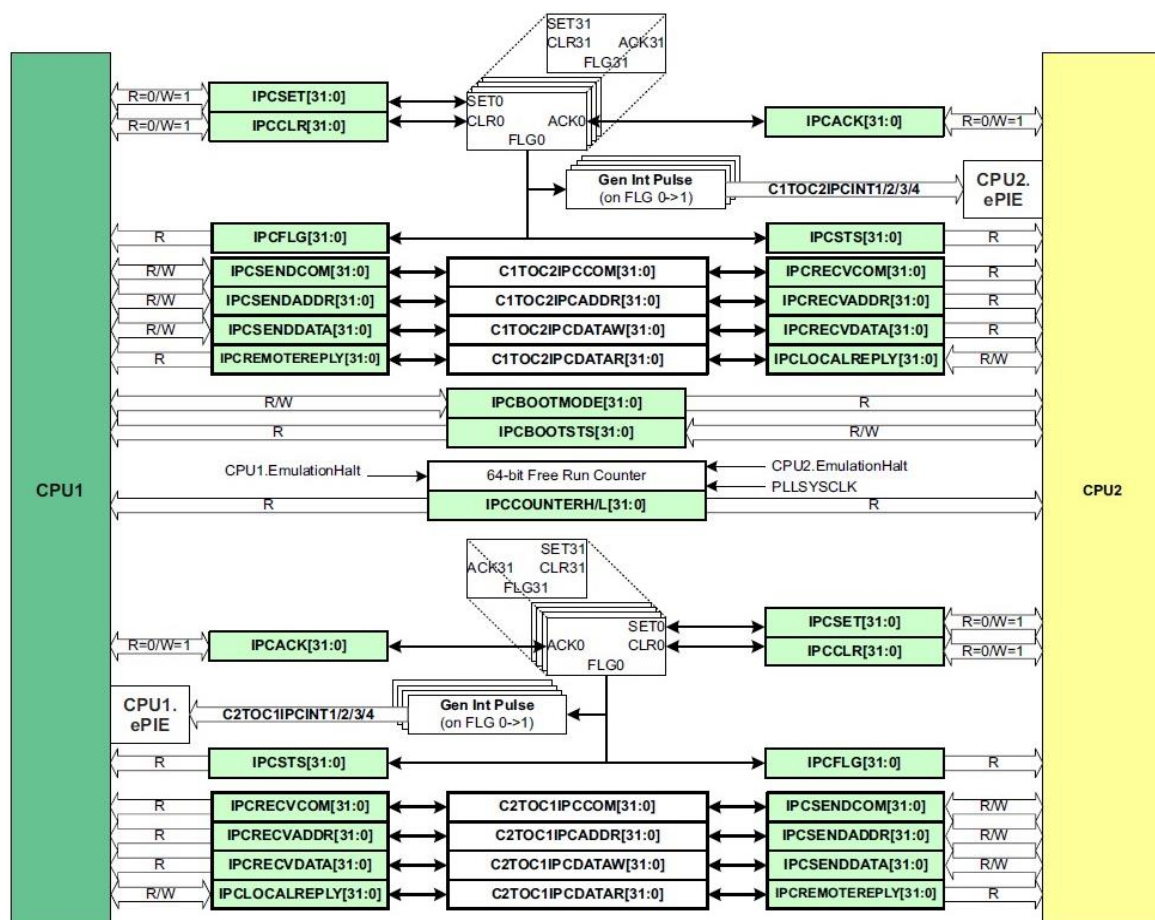 SET31
CLR31 ACK31
FLG31
R=0/W=1 IPCSET[31:0] SET0
R=0/W=1 IPCCLR[31:0] CLR0 ACK0 IPCACK[31:0] R=0/W=1
FLG0
Gen Int Pulse
(on FLG 0->1)
C1TOC2IPCINT1/2/3/4
CPU2.
ePIE
R IPCFLG[31:0] IPCSTS[31:0] R
R/W IPCSENDCOM[31:0] C1TOC2IPCCOM[31:0] IPCRECVCOM[31:0] R
R/W IPCSENDADDR[31:0] C1TOC2IPCADDR[31:0] IPCRECVADDR[31:0] R
R/W IPCSENDDATA[31:0] C1TOC2IPCDATAW[31:0] IPCRECVDATA[31:0] R
R IPCREMOTEREPLY[31:0] C1TOC2IPCDATAR[31:0] IPCLOCALREPLY[31:0] R/W
R/W IPCBOOTMODE[31:0] R
R IPCBOOTSTS[31:0] R/W
CPU1.EmulationHalt 64-bit Free Run Counter CPU2.EmulationHalt
PLLSYSCLK
CPU1
CPU2
R IPCCOUNTERH/L[31:0] R
SET31
ACK31 CLR31
FLG31
SET0 IPCSET[31:0] R=0/W=1
R=0/W=1 IPCACK[31:0] ACK0 CLR0 IPCCLR[31:0] R=0/W=1
FLG0
CPU1.
ePIE
C2TOC1IPCINT1/2/3/4
Gen Int Pulse
(on FLG 0->1)
R IPCSTS[31:0] IPCFLG[31:0] R
R IPCRECVCOM[31:0] C2TOC1IPCCOM[31:0] IPCSENDCOM[31:0] R/W
R IPCRECVADDR[31:0] C2TOC1IPCADDR[31:0] IPCSENDADDR[31:0] R/W
R IPCRECVDATA[31:0] C2TOC1IPCDATAW[31:0] IPCSENDDATA[31:0] R/W
R/W IPCLOCALREPLY[31:0] C2TOC1IPCDATAR[31:0] IPCREMOTEREPLY[31:0] R